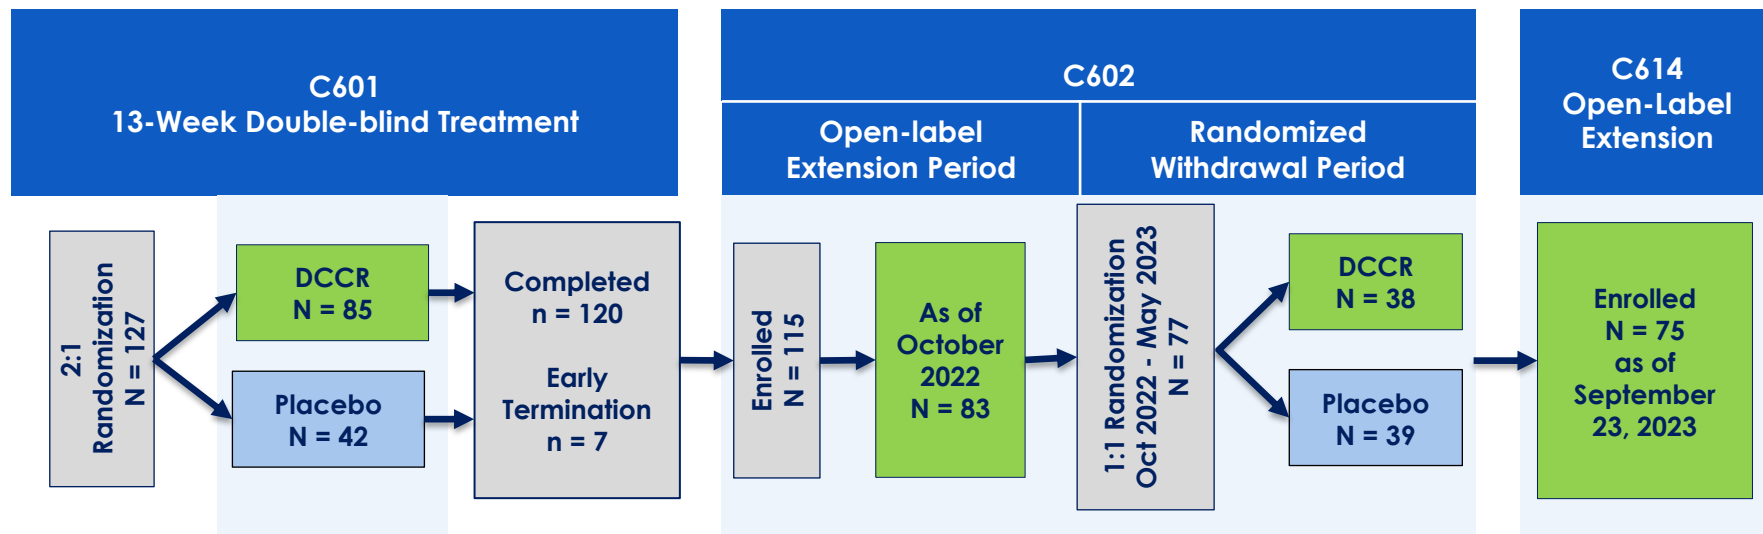 C601
13-Week Double-blind Treatment
C602
Open-label
Extension Period
Randomized
Withdrawal Period
C614
Open-Label
Extension
2:1
Randomization
N = 127
DCCR
N = 85
Placebo
N = 42
Completed
n = 120
Early
Termination
n = 7
Enrolled
N = 115
As of
October
2022
N = 83
1:1 Randomization
Oct 2022 - May 2023
N = 77
DCCR
N = 38
Placebo
N = 39
Enrolled
N = 75
as of
September
23, 2023